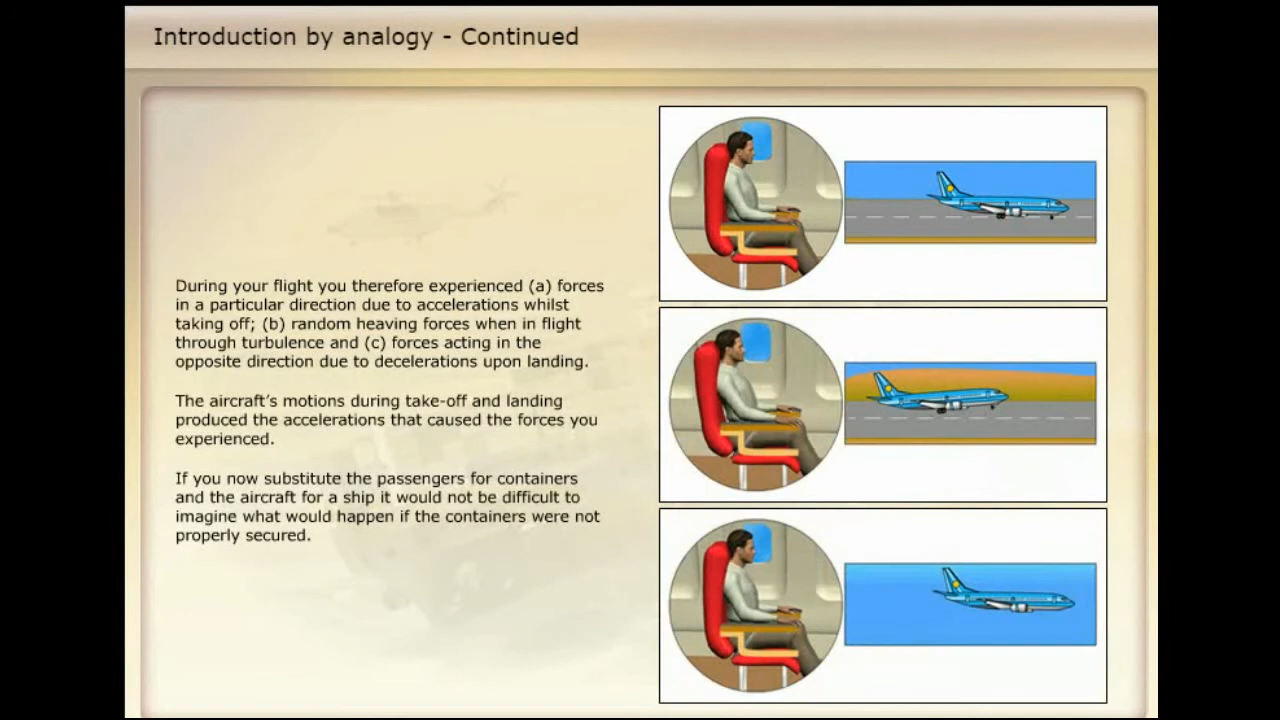 Introduction by analogy - Continued
During your flight you therefore experienced (a) forces
in a particular direction due to accelerations whilst
taking off; (b) random heaving forces when in flight
through turbulence and (c) forces acting in the
opposite direction due to decelerations upon landing.
The aircraft's motions during take-off and landing
produced the accelerations that caused the forces you
experienced.
If you now substitute the passengers for containers
and the aircraft for a ship it would not be difficult to
imagine what would happen if the containers were not
properly secured.